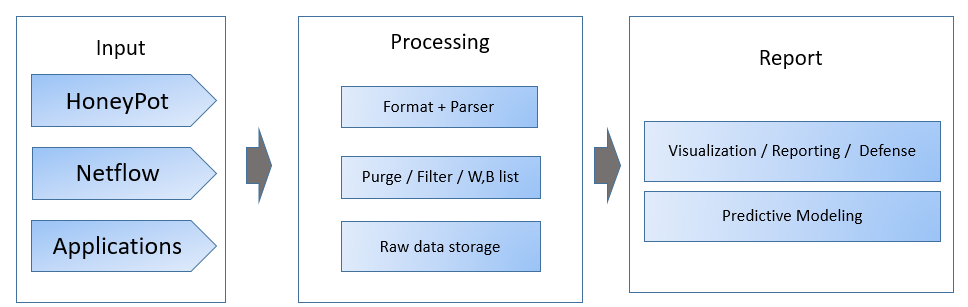 Input
HoneyPot
Netflow
Applications
Processing
Format + Parser
Purge / Filter / W,B list
Raw data storage
Report
Visualization / Reporting / Defense
Predictive Modeling